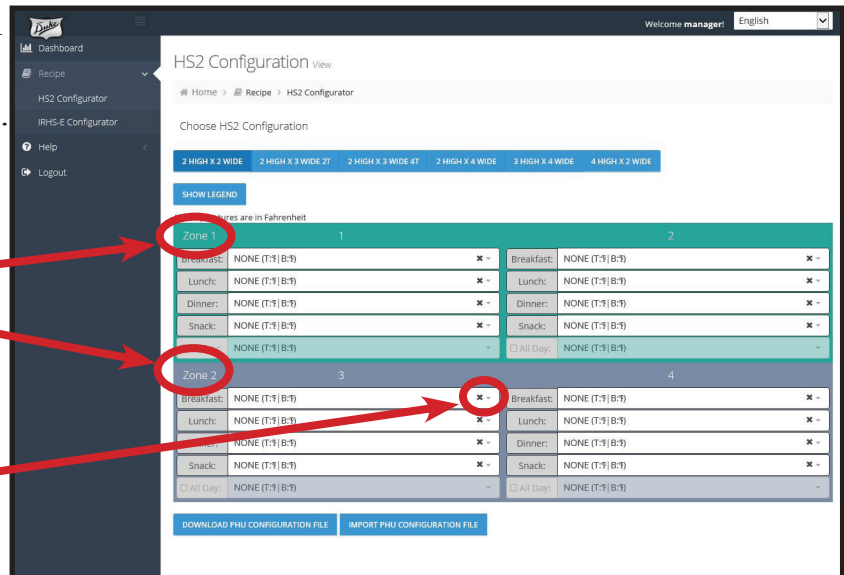 Duke
Welcome manager! English
Dashboard
Recipe
HS2 Configurator
IRHS-E Configurator
Help
Logout
HS2 Configuration VIEW
Home > Recipe > HS2 Configurator
Choose HS2 Configuration
2 HIGH X 2 WIDE 2 HIGH X 3 WIDE 2T 2 HIGH X 3 WIDE 4T 2 HIGH X 4 WIDE 3 HIGH X 4 WIDE 4 HIGH X 2 WIDE
SHOW LEGEND
are in Fahrenheit
Zone 1 1 2
Breakfast: NONE (T:?|B:?) Breakfast: NONE (T:?|B:?)
Lunch: NONE (T:?|B:?) Lunch: NONE (T:?|B:?)
Dinner: NONE (T:?|B:?) Dinner: NONE (T:?|B:?)
Snack: NONE (T:?|B:?) Snack: NONE (T:?|B:?)
NONE (T:?|B:?) All Day: NONE (T:?|B:?)
Zone 2 3 4
Breakfast: NONE (T:?|B:?) Breakfast: NONE (T:?|B:?)
Lunch: NONE (T:?|B:?) Lunch: NONE (T:?|B:?)
NONE (T:?|B:?) Dinner: NONE (T:?|B:?)
Snack: NONE (T:?|B:?) Snack: NONE (T:?|B:?)
All Day: NONE (T:?|B:?) All Day: NONE (T:?|B:?)
DOWNLOAD PHU CONFIGURATION FILE IMPORT PHU CONFIGURATION FILE